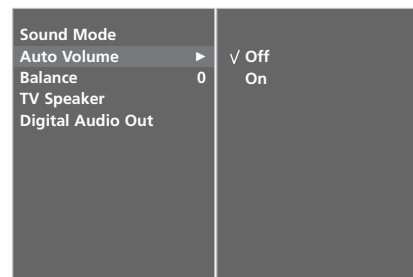 Sound Mode
Auto Volume ► √ Off
Balance 0 On
TV Speaker
Digital Audio Out